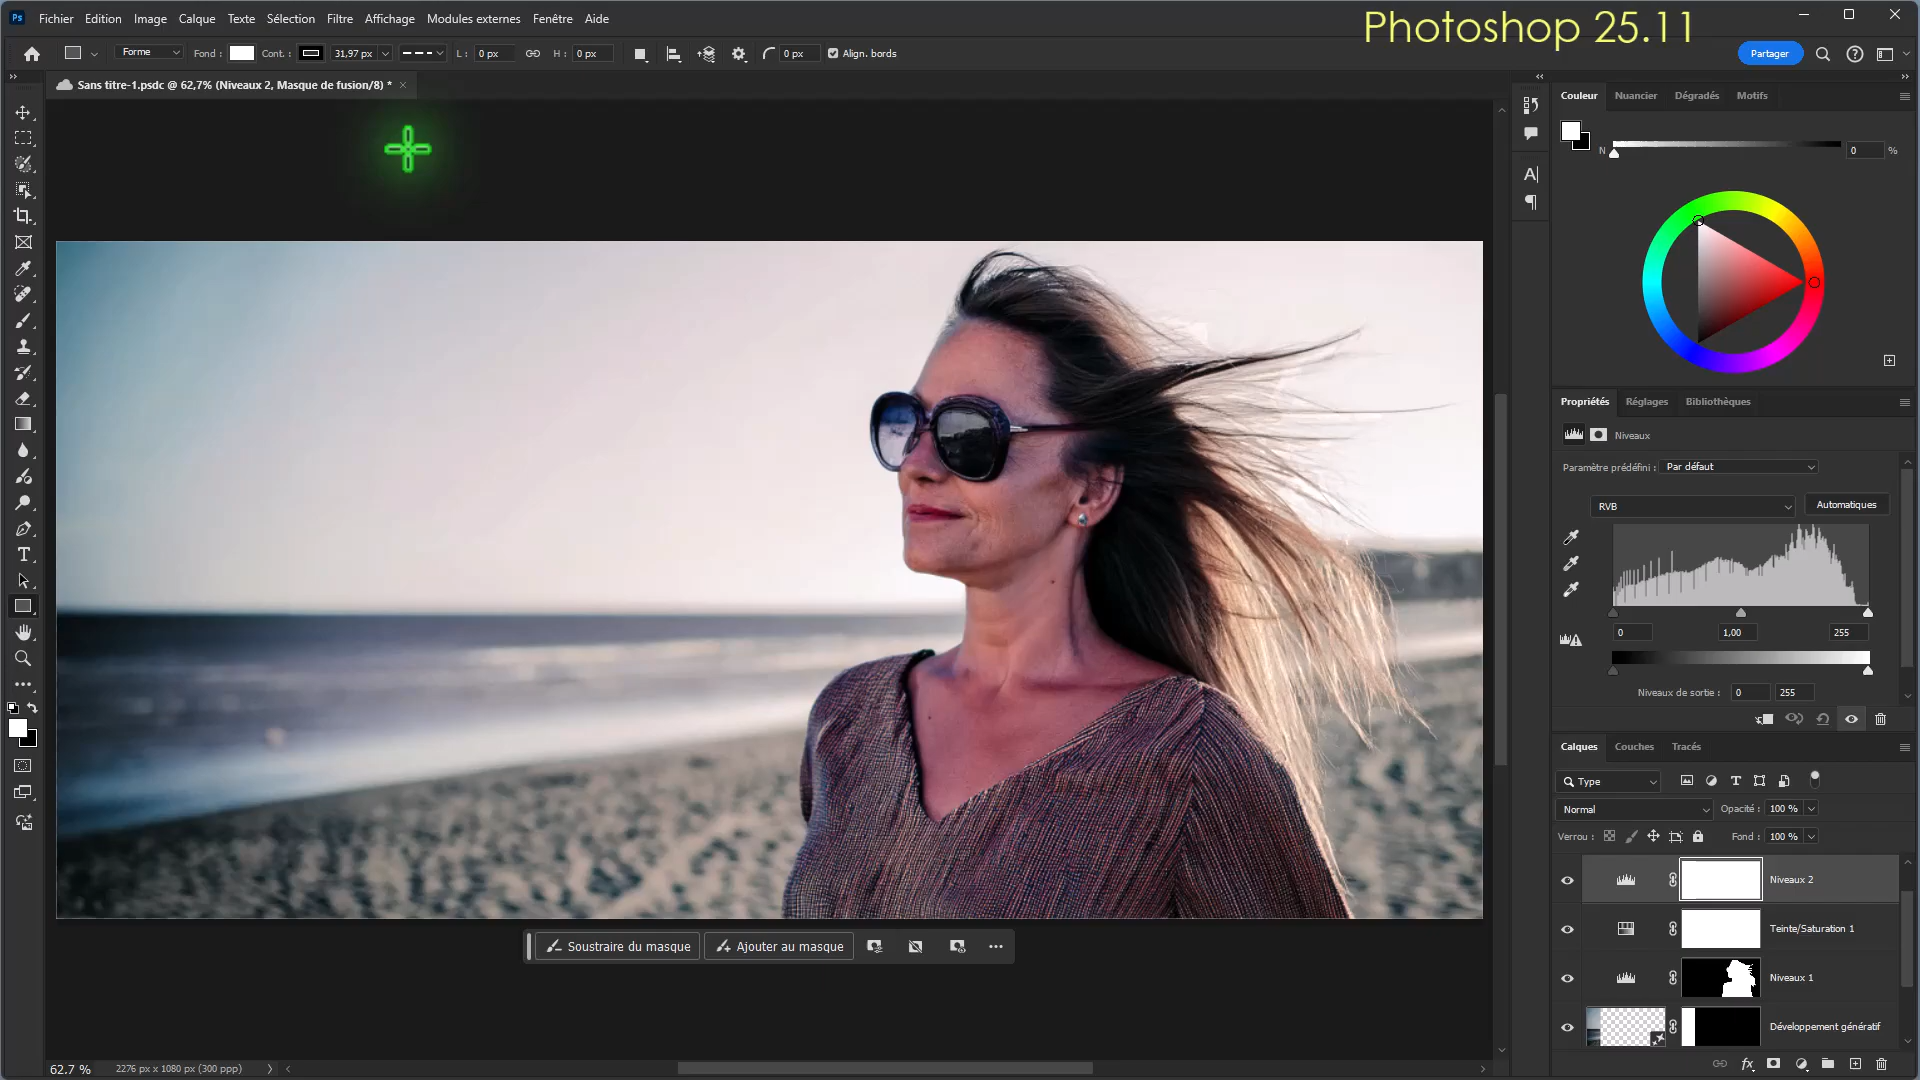 Ps Fichier Edition Image Calque Texte Sélection Filtre Affichage Modules externes Fenêtre Aide
Photoshop 25.11
Forme Fond : Cont. : 31,97 px L : 0 px H : 0 px 0 px Align. bords Partager
Sans titre-1.psdc @ 62,7% (Niveaux 2, Masque de fusion/8) *
Couleur Nuancier Dégradés Motifs
N 0 %
Propriétés Réglages Bibliothèques
Niveaux
Paramètre prédéfini : Par défaut
RVB Automatiques
0 1,00 255
Niveaux de sortie : 0 255
Calques Couches Tracés
Type
Normal Opacité : 100 %
Verrou : Fond : 100 %
Niveaux 2
Teinte/Saturation 1
Niveaux 1
Développement génératif
Soustraire du masque Ajouter au masque
62,7 % 2276 px x 1080 px (300 ppp)
fx